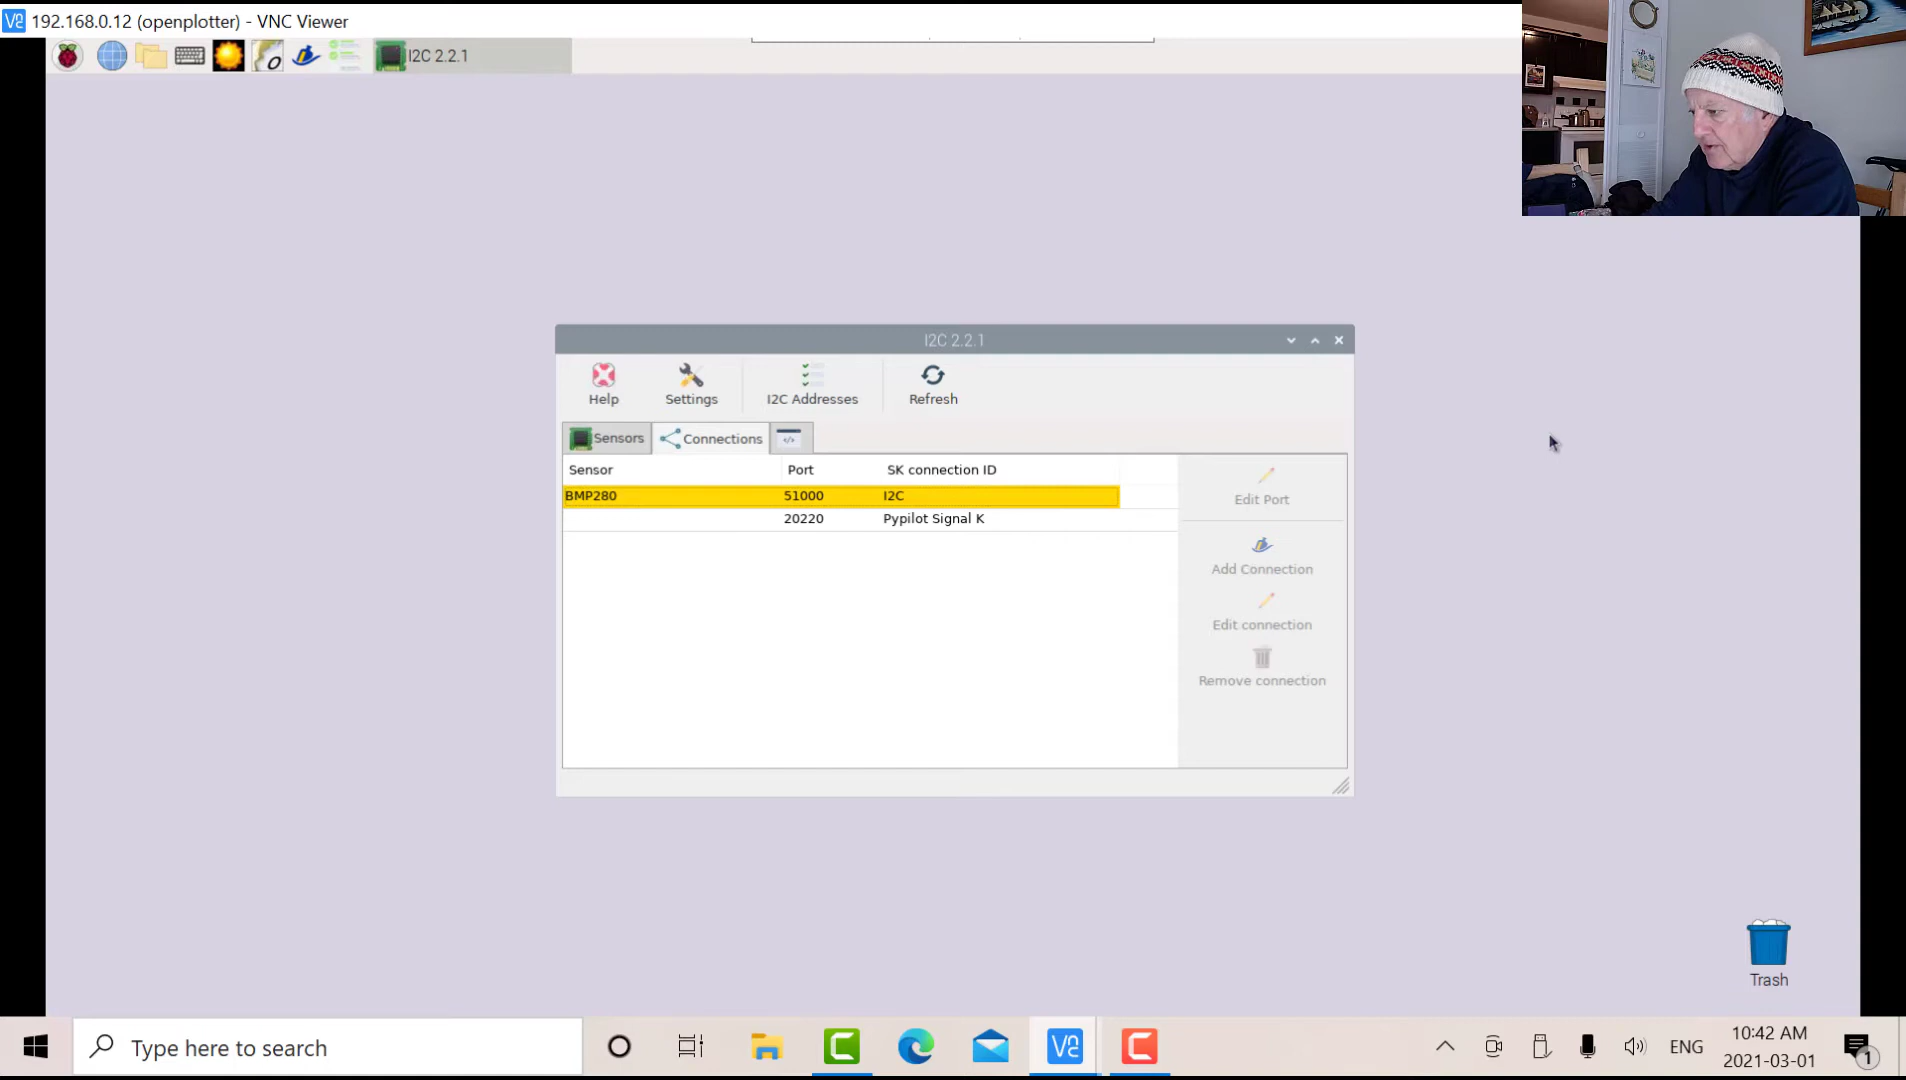 192.168.0.12 (openplotter) - VNC Viewer
I2C 2.2.1
I2C 2.2.1
Help
Settings
I2C Addresses
Refresh
Sensors
Connections
Sensor Port SK connection ID
BMP280 51000 I2C
20220 Pypilot Signal K
Edit Port
Add Connection
Edit connection
Remove connection
Trash
Type here to search
ENG
10:42 AM
2021-03-01
1